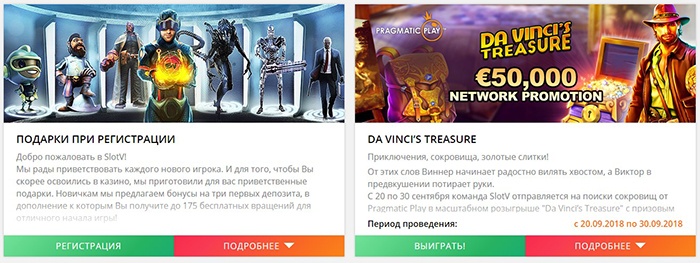 ПОДАРКИ ПРИ РЕГИСТРАЦИИ
Добро пожаловать в SlotV!
Мы рады приветствовать каждого нового игрока. И для того, чтобы Вы
скорее освоились в казино, мы приготовили для вас приветственные
подарки. Новичкам мы предлагаем бонусы на три первых депозита, в
дополнение к которым Вы получите до 175 бесплатных вращений для
отличного начала игры!
РЕГИСТРАЦИЯ
ПОДРОБНЕЕ
PRAGMATIC PLAY
DA VINCI'S
TREASURE
€50,000
NETWORK PROMOTION
DA VINCI'S TREASURE
Приключения, сокровища, золотые слитки!
От этих слов Виннер начинает радостно вилять хвостом, а Виктор в
предвкушении потирает руки.
С 20 по 30 сентября команда SlotV отправляется на поиски сокровищ от
Pragmatic Play в масштабном розыгрыше "Da Vinci's Treasure" с призовым
Период проведения:
с 20.09.2018 по 30.09.2018
ВЫИГРАТЬ!
ПОДРОБНЕЕ